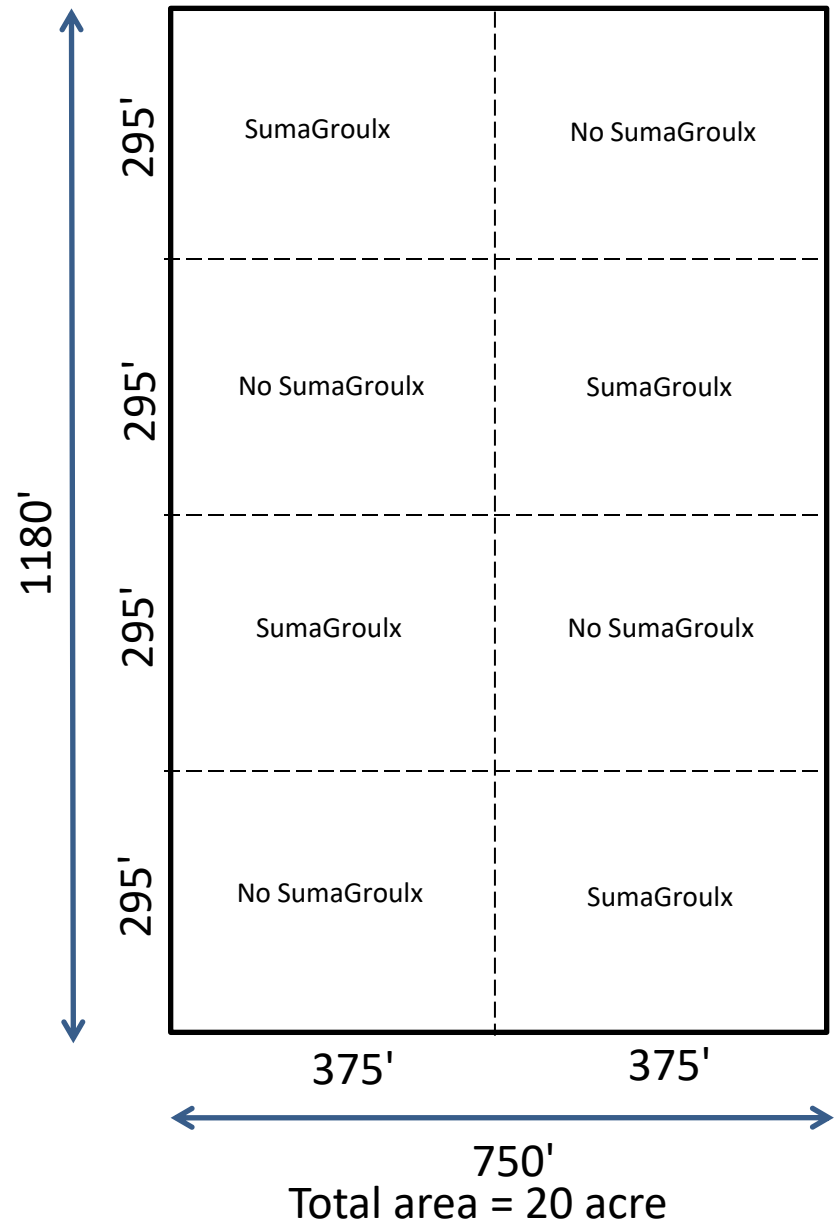 295'
SumaGroulx
No SumaGroulx
295'
No SumaGroulx
SumaGroulx
1180'
295'
SumaGroulx
No SumaGroulx
295'
No SumaGroulx
SumaGroulx
375'
375'
750'
Total area = 20 acre